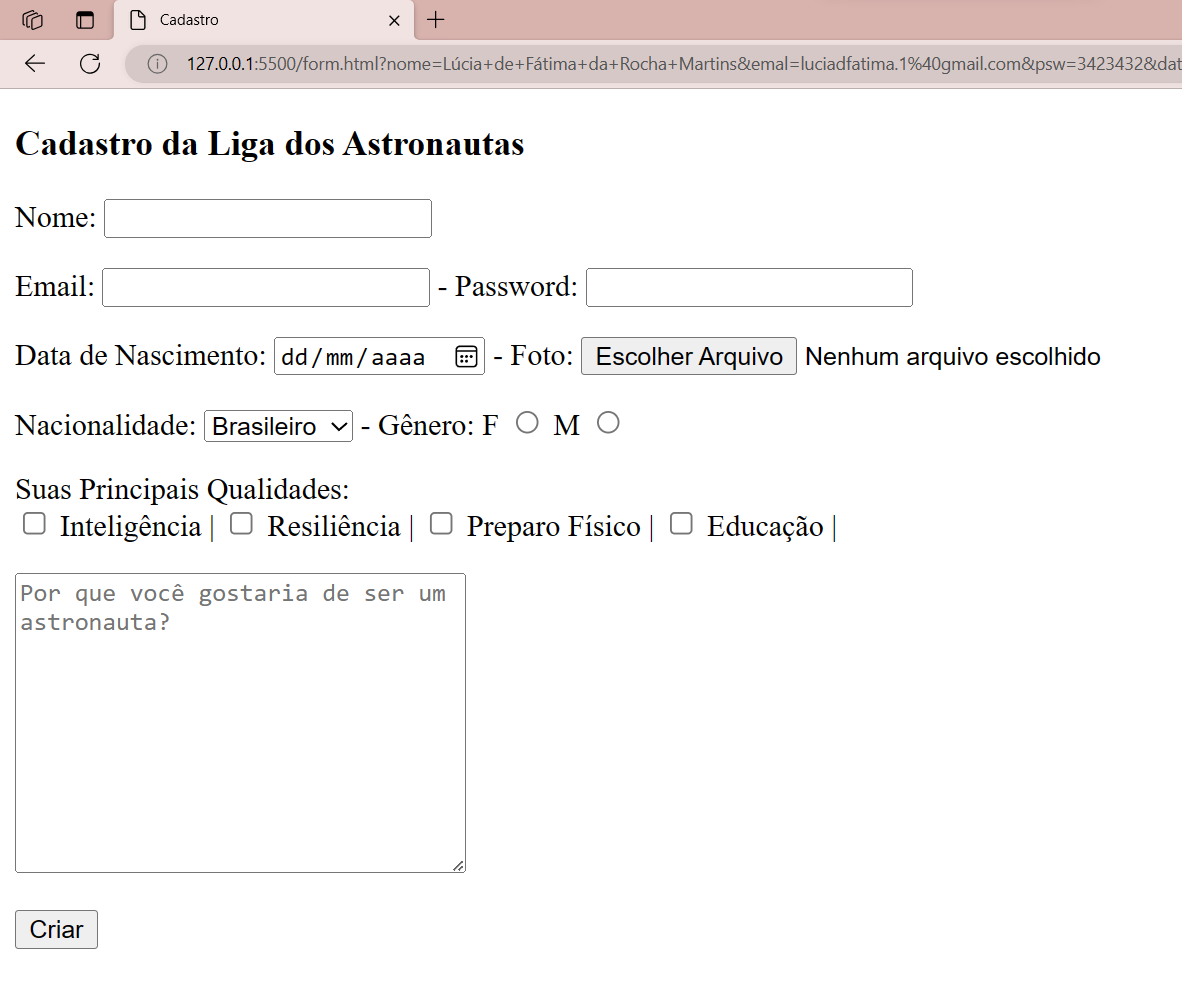 Cadastro
127.0.0.1:5500/form.html?nome=Lúcia+de+Fátima+da+Rocha+Martins&emal=luciadfatima.1%40gmail.com&psw=3423432&dat
Cadastro da Liga dos Astronautas
Nome:
Email: - Password:
Data de Nascimento: dd/mm/aaaa - Foto: Escolher Arquivo Nenhum arquivo escolhido
Nacionalidade: Brasileiro - Gênero: F M
Suas Principais Qualidades:
Inteligência | Resiliência | Preparo Físico | Educação |
Por que você gostaria de ser um
astronauta?
Criar